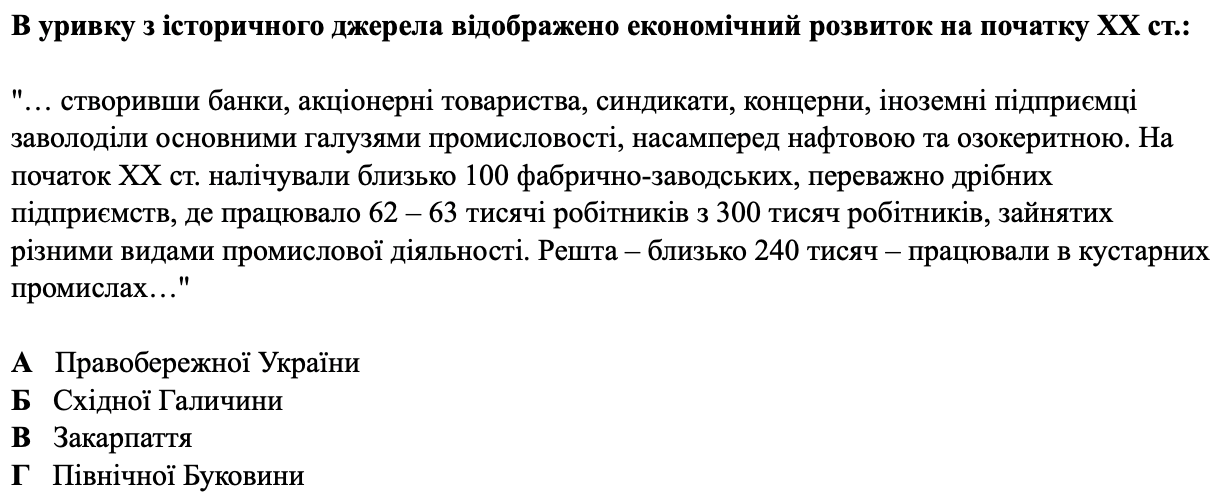 В уривку з історичного джерела відображено економічний розвиток на початку ХХ ст.:
"… створивши банки, акціонерні товариства, синдикати, концерни, іноземні підприємці
заволоділи основними галузями промисловості, насамперед нафтовою та озокеритною. На
початок ХХ ст. налічували близько 100 фабрично-заводських, переважно дрібних
підприємств, де працювало 62 – 63 тисячі робітників з 300 тисяч робітників, зайнятих
різними видами промислової діяльності. Решта – близько 240 тисяч – працювали в кустарних
промислах…"
А Правобережної України
Б Східної Галичини
В Закарпаття
Г Північної Буковини